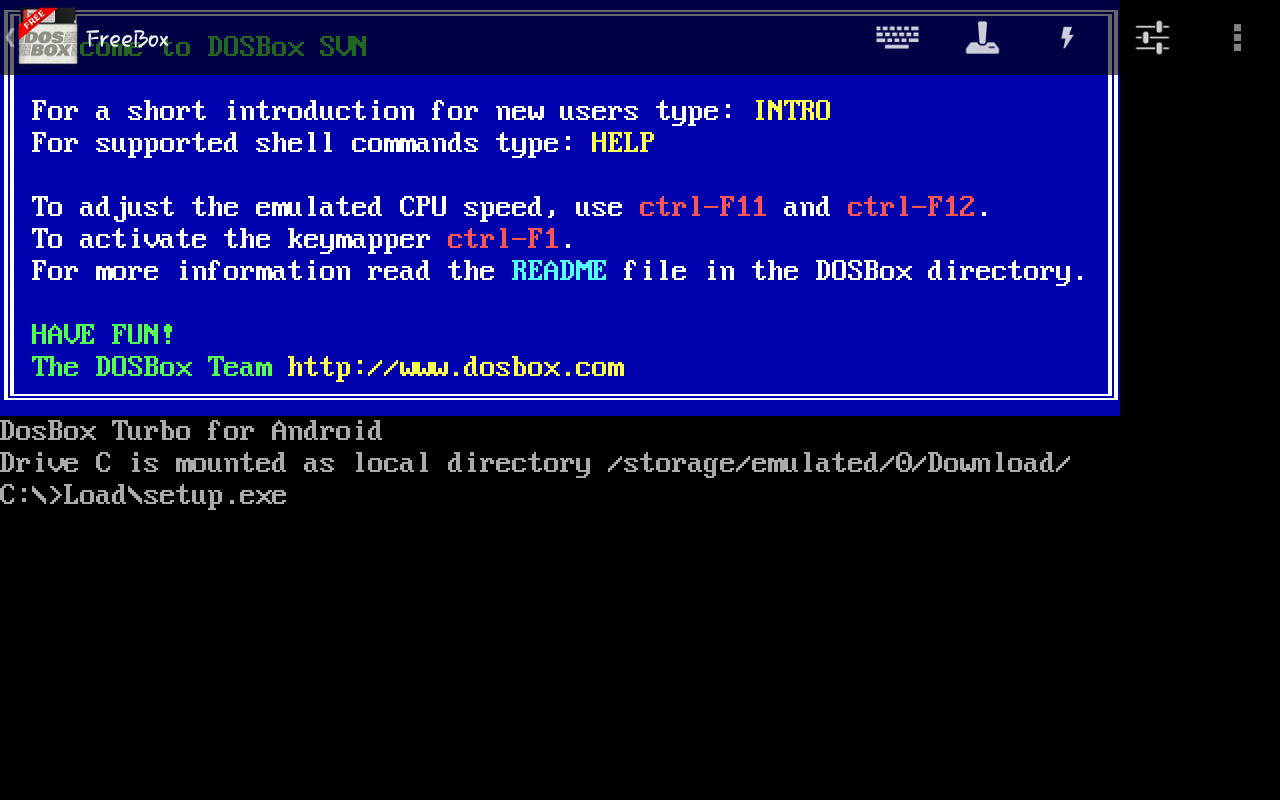 FREE
DOS
BOX
FreeBox
come to DOSBox SVN
For a short introduction for new users type: INTRO
For supported shell commands type: HELP
To adjust the emulated CPU speed, use ctrl-F11 and ctrl-F12.
To activate the keymapper ctrl-F1.
For more information read the README file in the DOSBox directory.
HAVE FUN!
The DOSBox Team http://www.dosbox.com
DosBox Turbo for Android
Drive C is mounted as local directory /storage/emulated/0/Download/
C:\>Load\setup.exe